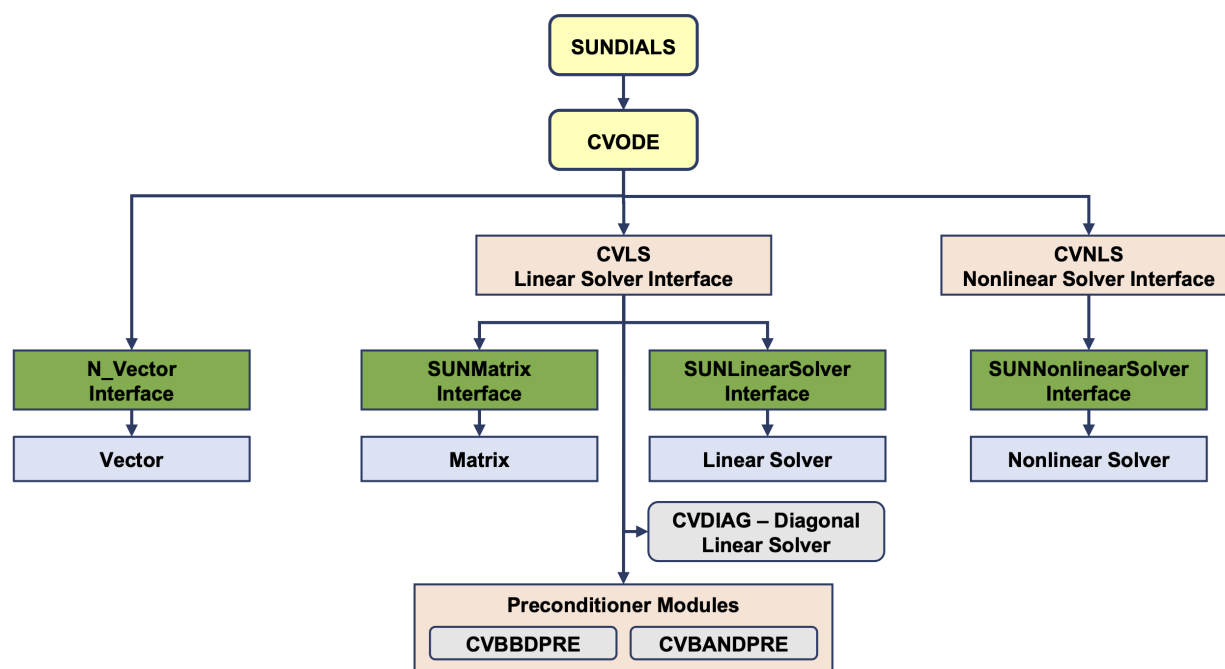 SUNDIALS
CVODE
CVLS
Linear Solver Interface
CVNLS
Nonlinear Solver Interface
N_Vector
Interface
SUNMatrix
Interface
SUNLinearSolver
Interface
SUNNonlinearSolver
Interface
Vector
Matrix
Linear Solver
Nonlinear Solver
CVDIAG – Diagonal
Linear Solver
Preconditioner Modules
CVBBDPRE
CVBANDPRE